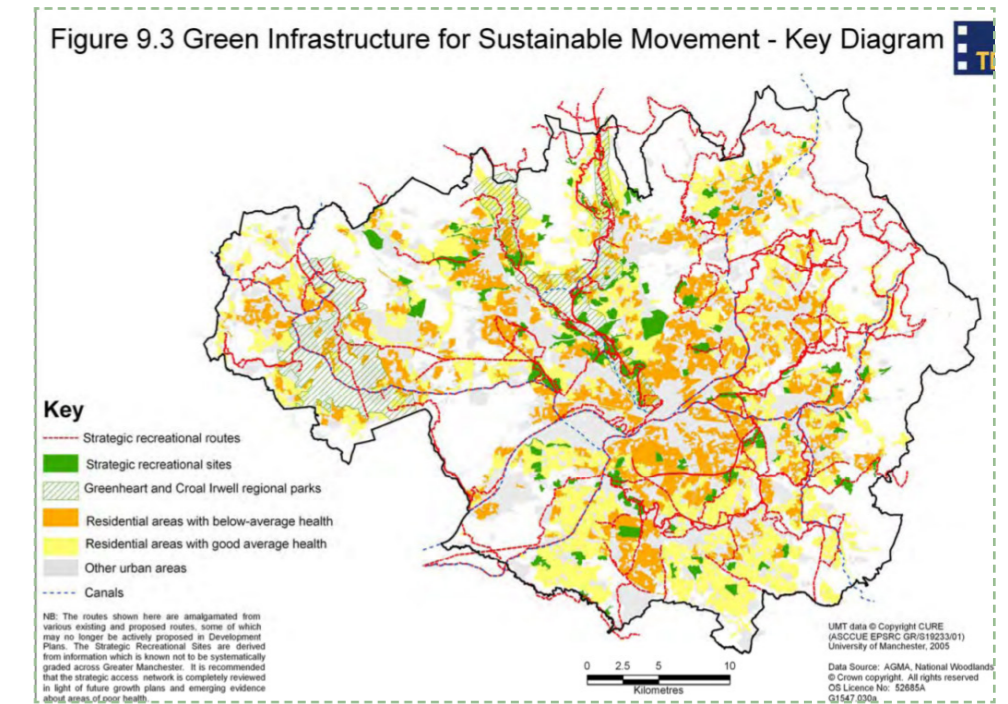 Figure 9.3 Green Infrastructure for Sustainable Movement - Key Diagram
Key
Strategic recreational routes
Strategic recreational sites
Greenheart and Croal Irwell regional parks
Residential areas with below-average health
Residential areas with good average health
Other urban areas
Canals
NB: The routes shown here are amalgamated from
various existing and proposed routes, some of which
may no longer be actively proposed in Development
Plans. The Strategic Recreational Sites are derived
from information which is known not to be systematically
graded across Greater Manchester. It is recommended
that the strategic access network is completely reviewed
in light of future growth plans and emerging evidence
about areas of poor health.
0 2.5 5 10
Kilometres
UMT data © Copyright CURE
(ASCCUE EPSRC GR/S19233/01)
University of Manchester, 2005
Data Source: AGMA, National Woodlands
© Crown copyright. All rights reserved
OS Licence No: 52685A
G1547.030a